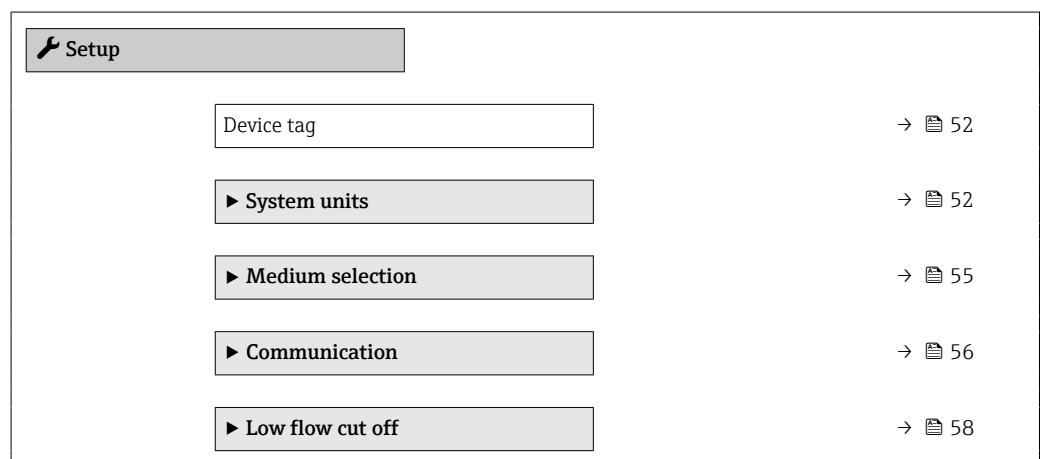 Setup
Device tag → 52
▶ System units → 52
▶ Medium selection → 55
▶ Communication → 56
▶ Low flow cut off → 58